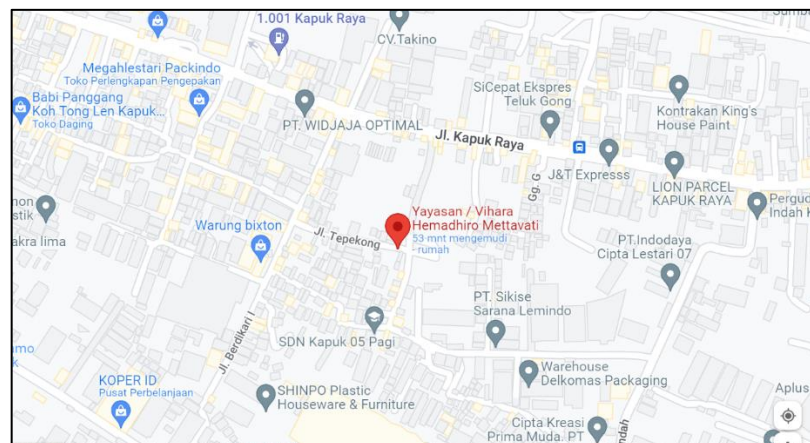 1.001 Kapuk Raya
CV.Takino
Megahlestari Packindo
Toko Perlengkapan Pengepakan
SiCepat Ekspres
Teluk Gong
Babi Panggang
Koh Tong Len Kapuk...
Toko Daging
PT. WIDJAJA OPTIMAL
Kontrakan King's
House Paint
Jl. Kapuk Raya
J&T Expresss
LION PARCEL
KAPUK RAYA
Gg. G
Yayasan / Vihara
Hemadhiro Mettavati
53 mnt mengemudi
- rumah
Warung bixton
Jl. Tepekong
PT.Indodaya
Cipta Lestari 07
PT. Sikise
Sarana Lemindo
SDN Kapuk 05 Pagi
Jl. Berdikari I
Warehouse
Delkomas Packaging
KOPER ID
Pusat Perbelanjaan
SHINPO Plastic
Houseware & Furniture
Cipta Kreasi
Prima Muda. PT
Aplus
Pergud
Indah K
akra lima